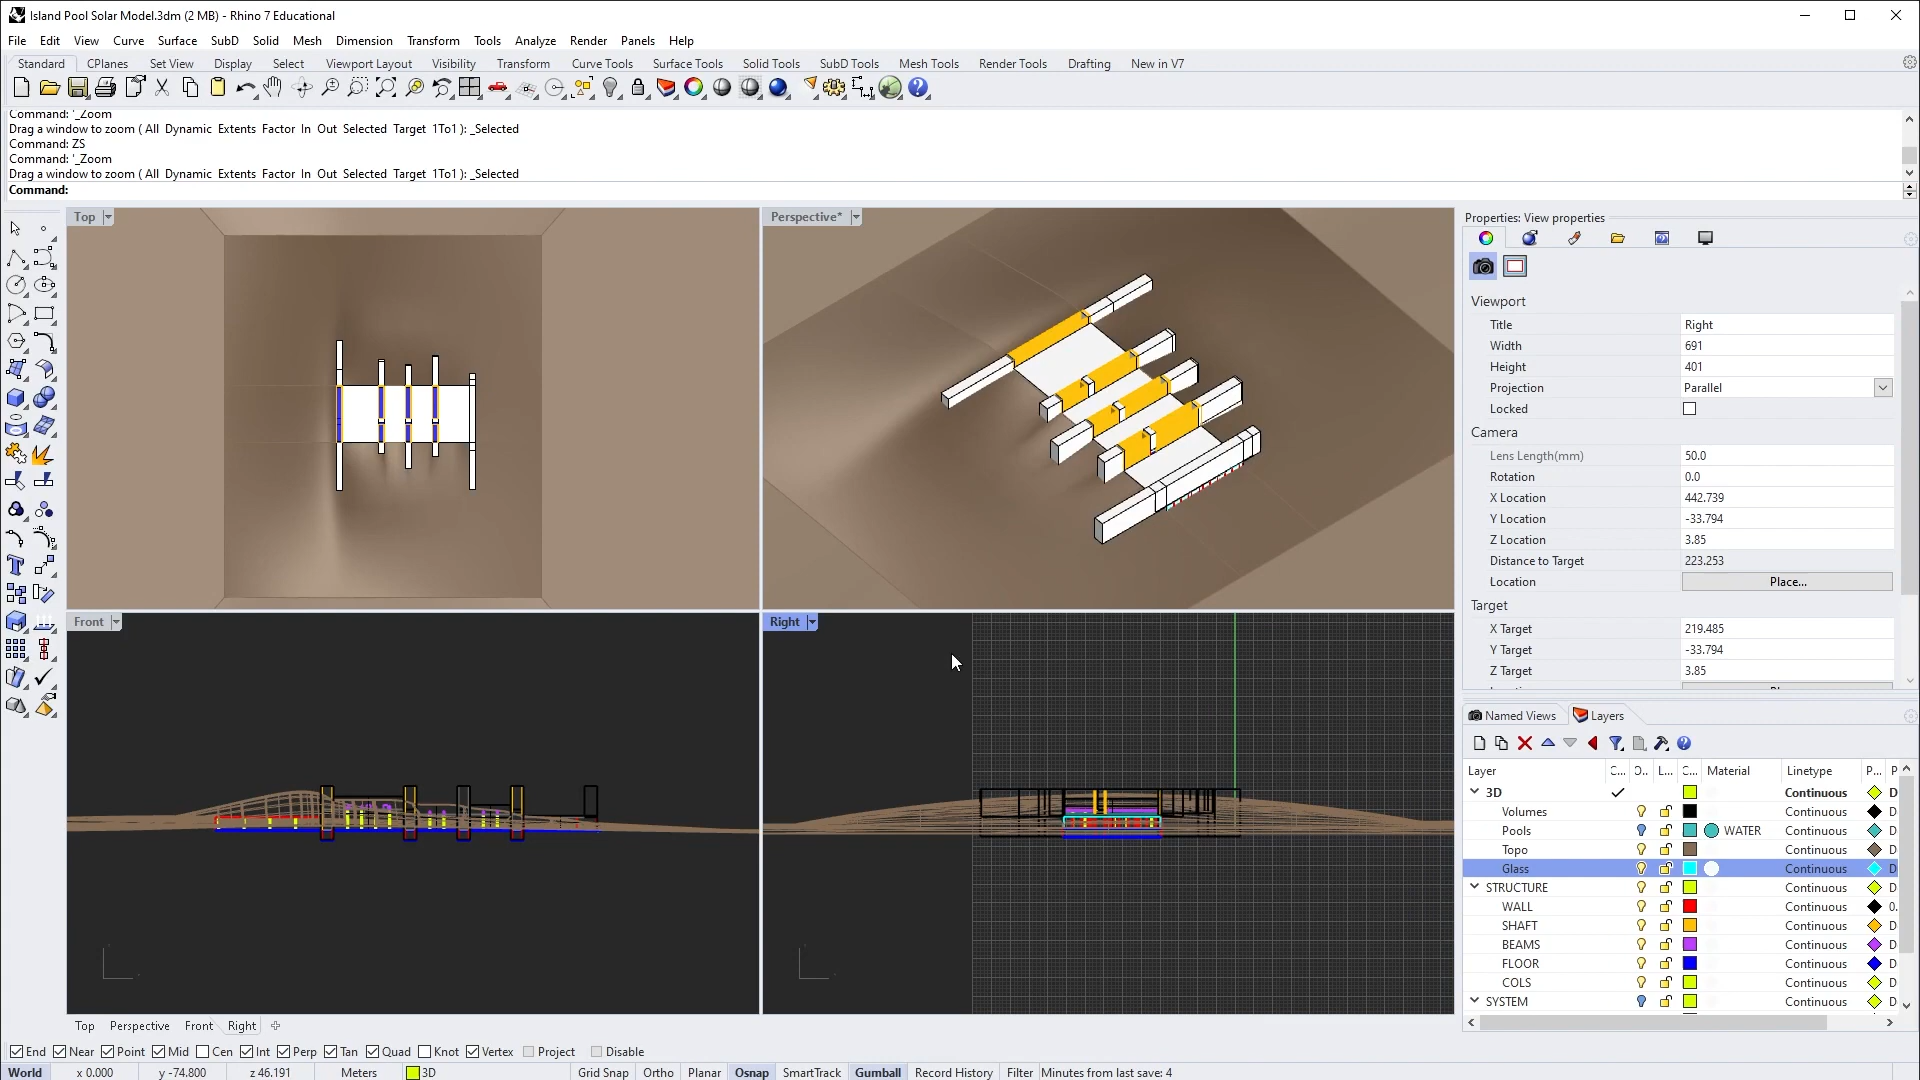 Island Pool Solar Model.3dm (2 MB) - Rhino 7 Educational
File Edit View Curve Surface SubD Solid Mesh Dimension Transform Tools Analyze Render Panels Help
Standard CPlanes Set View Display Select Viewport Layout Visibility Transform Curve Tools Surface Tools Solid Tools SubD Tools Mesh Tools Render Tools Drafting New in V7
Command: '_Zoom
Drag a window to zoom ( All Dynamic Extents Factor In Out Selected Target 1To1 ): _Selected
Command: ZS
Command: '_Zoom
Drag a window to zoom ( All Dynamic Extents Factor In Out Selected Target 1To1 ): _Selected
Command:
Top
Perspective*
Front
Right
Properties: View properties
Viewport
Title Right
Width 691
Height 401
Projection Parallel
Locked
Camera
Lens Length(mm) 50.0
Rotation 0.0
X Location 442.739
Y Location -33.794
Z Location 3.85
Distance to Target 223.253
Location Place...
Target
X Target 219.485
Y Target -33.794
Z Target 3.85
Named Views Layers
Layer C... O.. L... C... Material Linetype P... P
3D Continuous D
Volumes Continuous D
Pools WATER Continuous D
Topo Continuous D
Glass Continuous D
STRUCTURE Continuous D
WALL Continuous 0.
SHAFT Continuous D
BEAMS Continuous D
FLOOR Continuous D
COLS Continuous D
SYSTEM Continuous D
Top Perspective Front Right
End Near Point Mid Cen Int Perp Tan Quad Knot Vertex Project Disable
World x 0.000 y -74.800 z 46.191 Meters 3D Grid Snap Ortho Planar Osnap SmartTrack Gumball Record History Filter Minutes from last save: 4